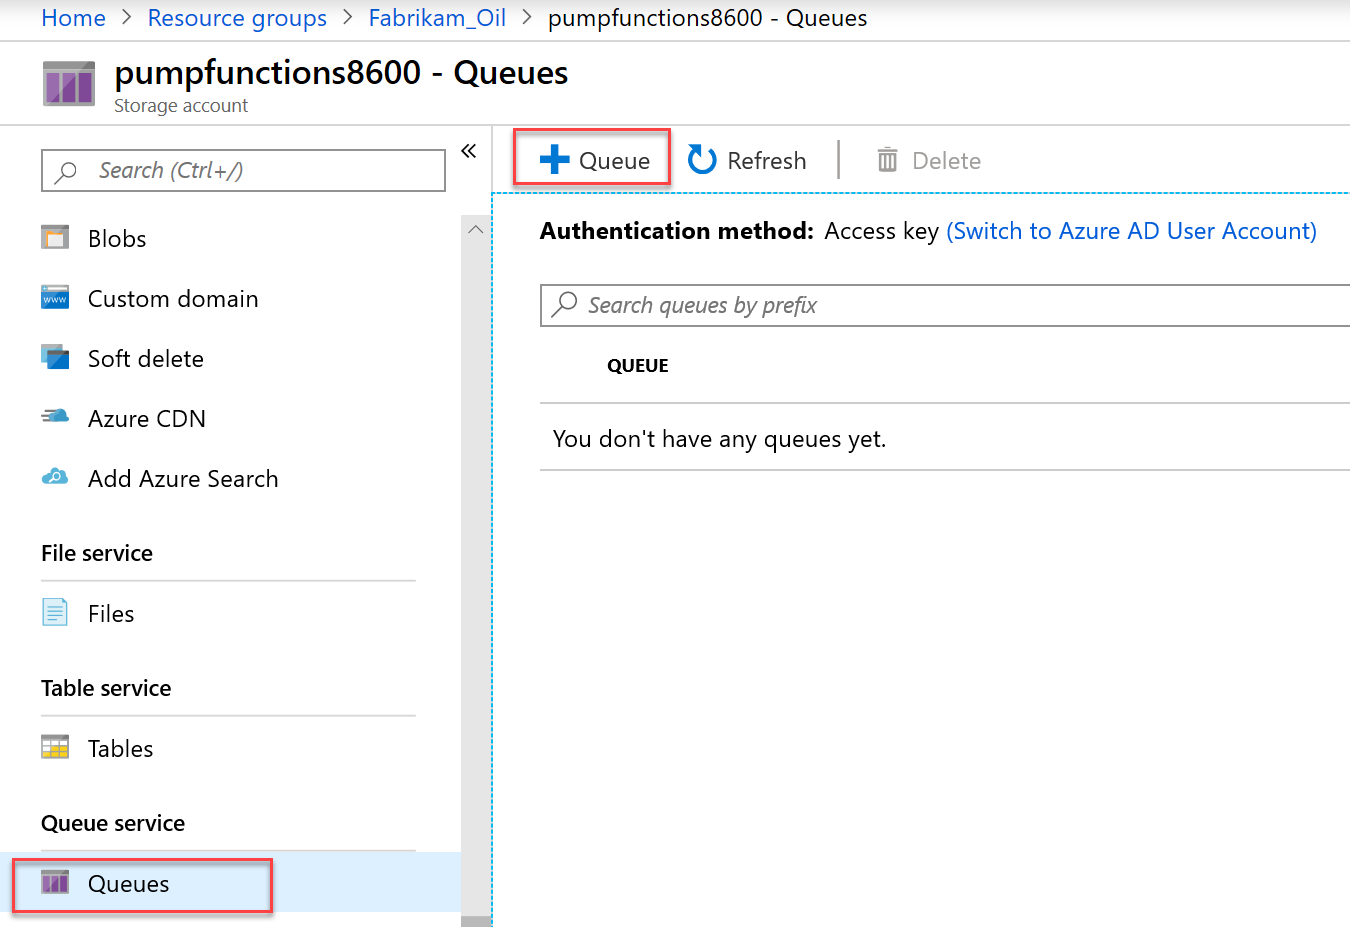 Home > Resource groups > Fabrikam_Oil > pumpfunctions8600 - Queues
pumpfunctions8600 - Queues
Storage account
Search (Ctrl+/)
Blobs
www
Custom domain
Soft delete
Azure CDN
Add Azure Search
File service
Files
Table service
Tables
Queue service
Queues
Queue Refresh Delete
Authentication method: Access key (Switch to Azure AD User Account)
Search queues by prefix
QUEUE
You don't have any queues yet.